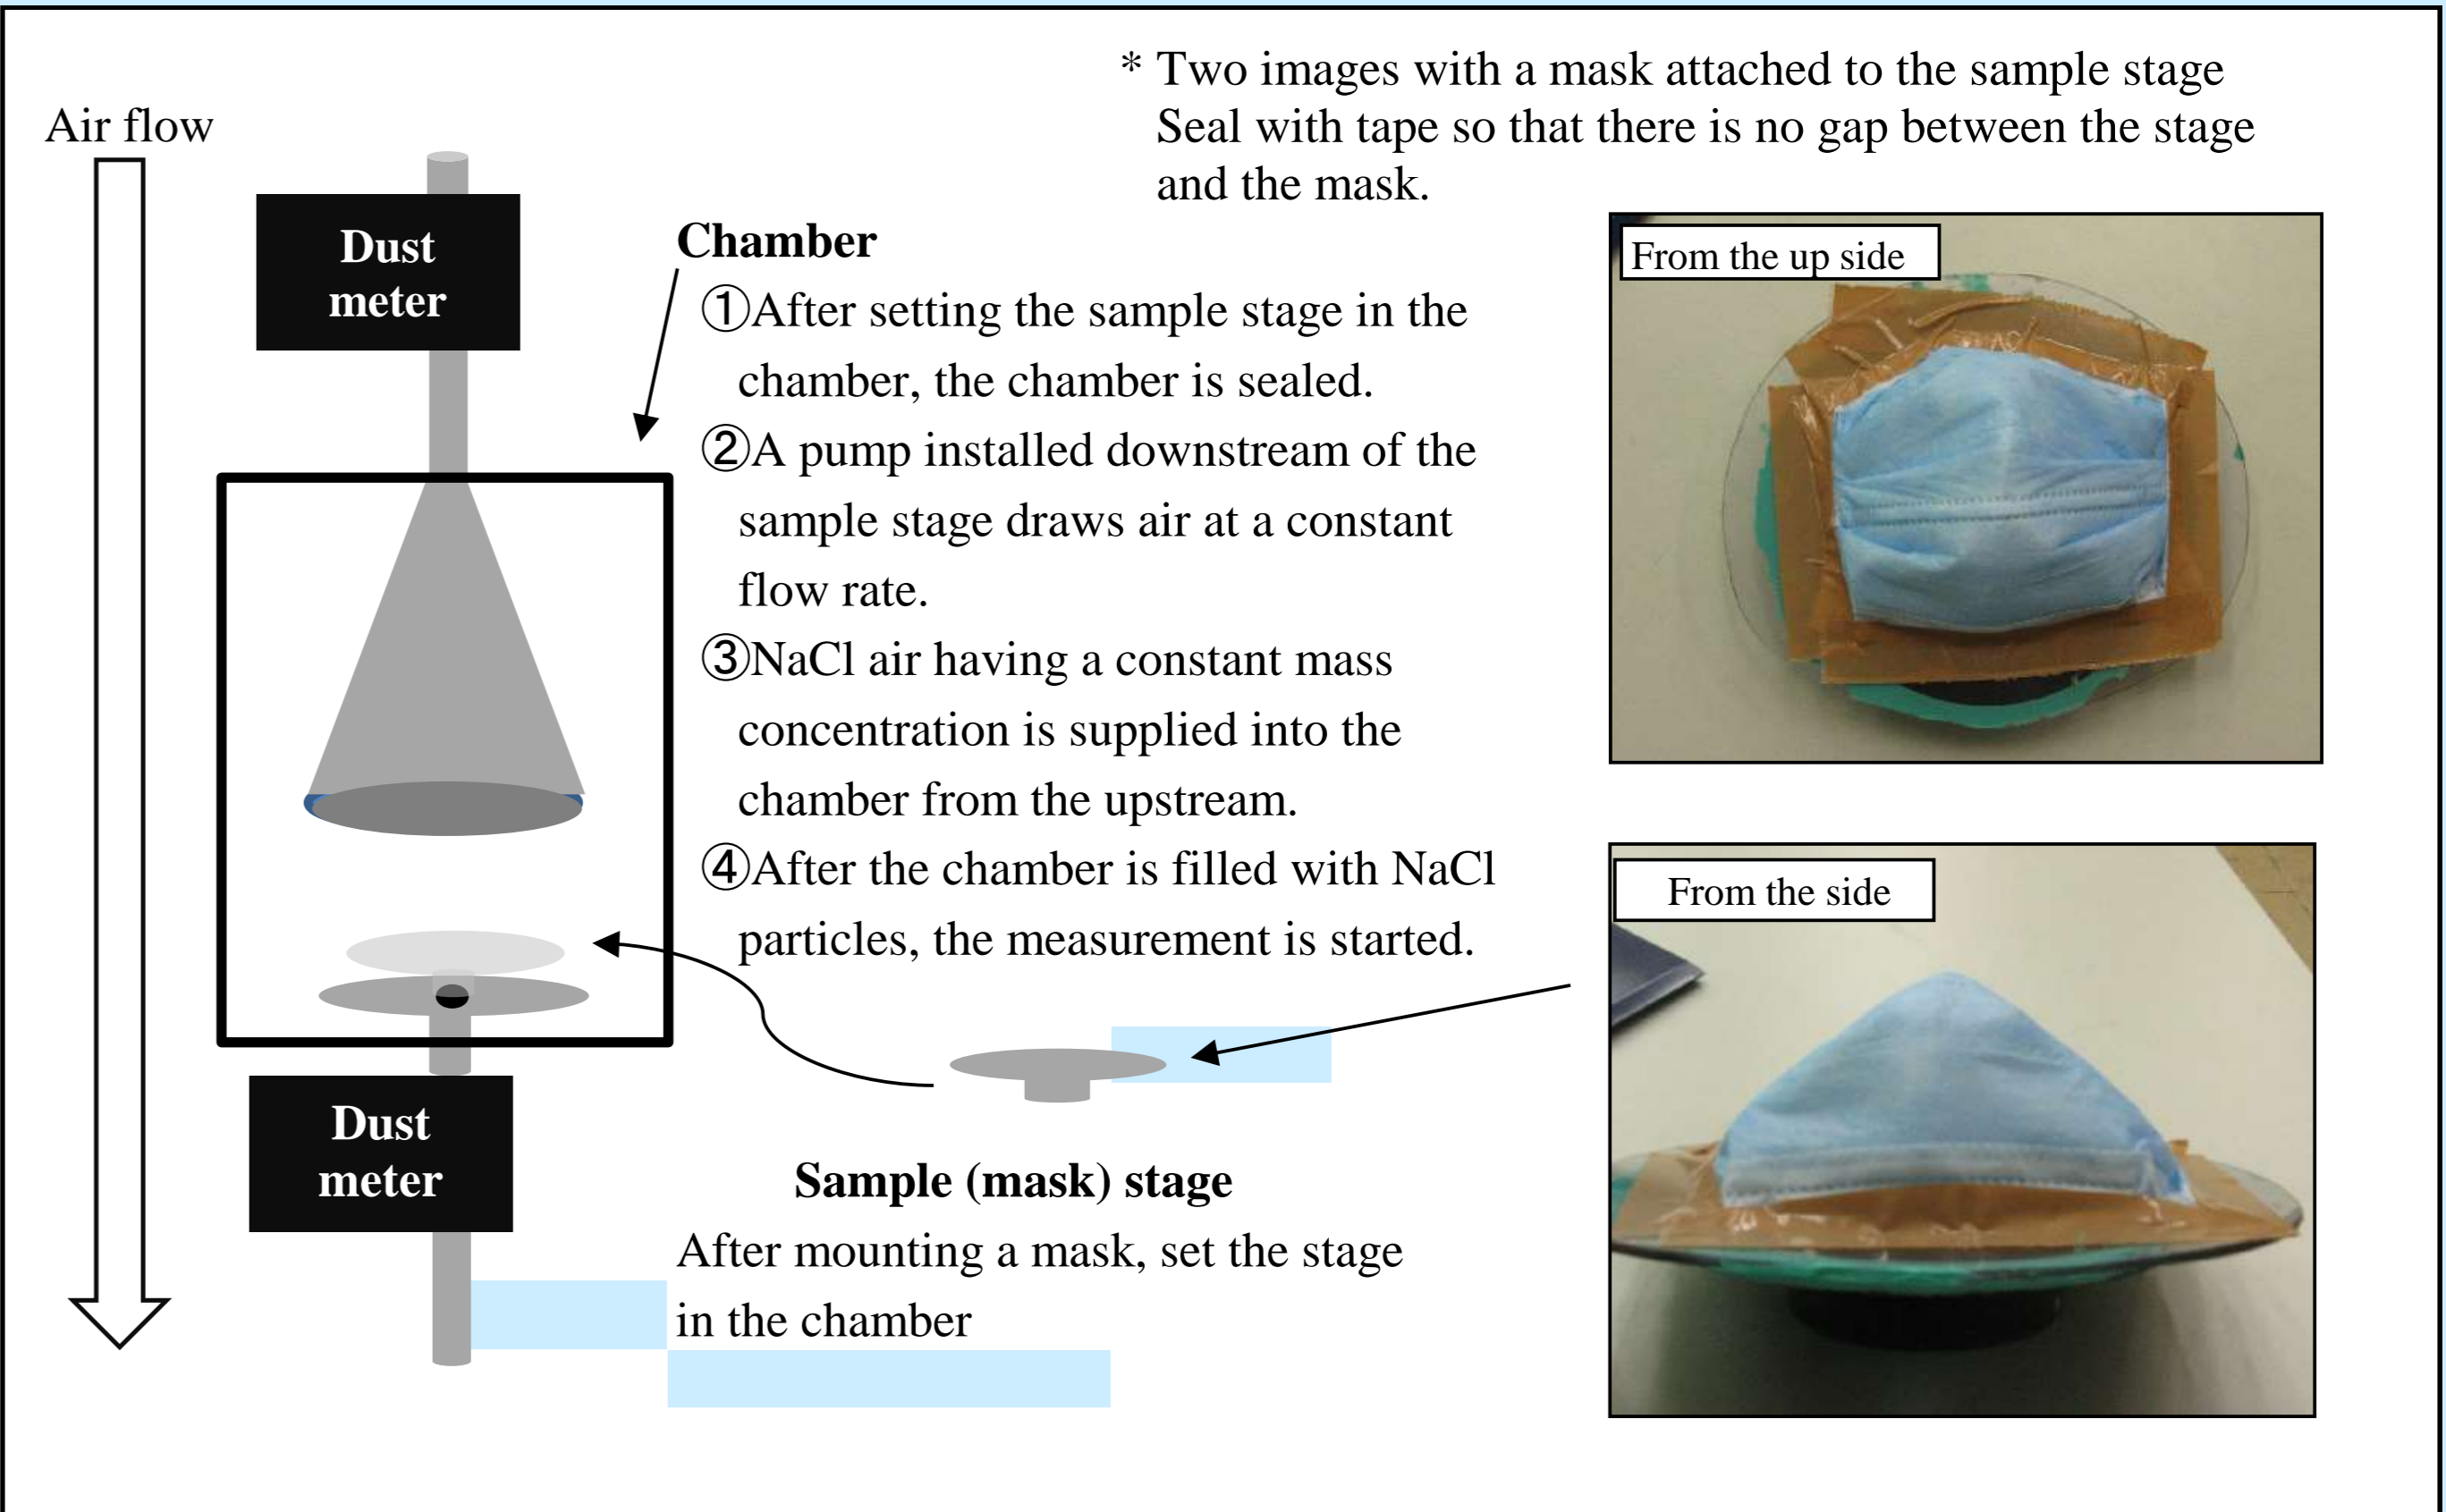 * Two images with a mask attached to the sample stage
Seal with tape so that there is no gap between the stage
and the mask.
Air flow
Dust
meter
Chamber
①After setting the sample stage in the
chamber, the chamber is sealed.
②A pump installed downstream of the
sample stage draws air at a constant
flow rate.
③NaCl air having a constant mass
concentration is supplied into the
chamber from the upstream.
④After the chamber is filled with NaCl
particles, the measurement is started.
From the up side
From the side
Dust
meter
Sample (mask) stage
After mounting a mask, set the stage
in the chamber